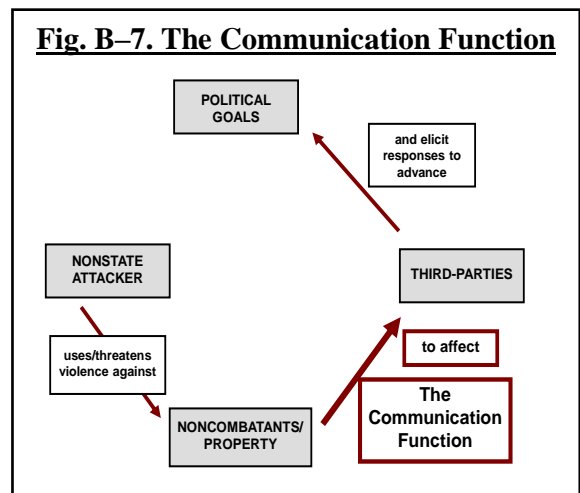 Fig. B–7. The Communication Function
POLITICAL
GOALS
and elicit
responses to
advance
NONSTATE
ATTACKER
THIRD-PARTIES
uses/threatens
violence against
to affect
The
Communication
Function
NONCOMBATANTS/
PROPERTY